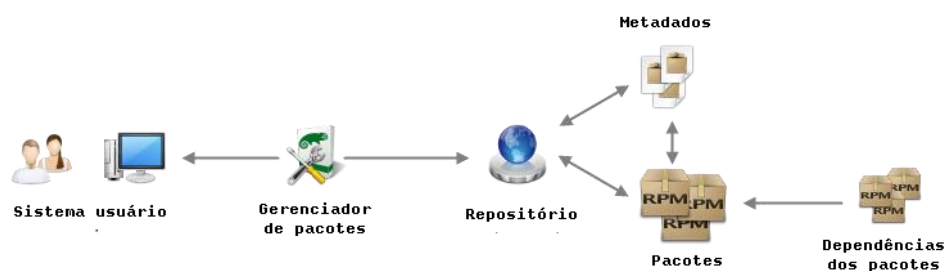 Metadados
Sistema usuário
Gerenciador
de pacotes
Repositório
RPM
RPM
RPM
Pacotes
RPM
RPM
RPM
Dependências
dos pacotes